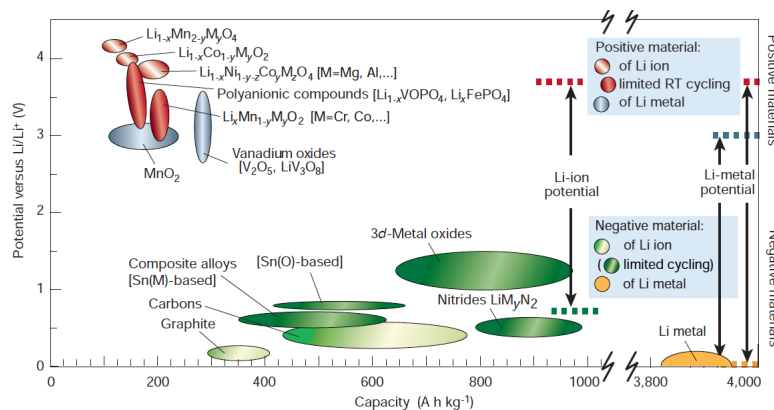 Potential versus Li/Li⁺ (V)
4
3
2
1
0
Li₁₋ₓMn₂₋yMyO₄
Li₁₋ₓCo₁₋yMyO₂
Li₁₋ₓNi₁₋y₋zCoyMzO₄ [M=Mg, Al,...]
Polyanionic compounds [Li₁₋ₓVOPO₄, LiₓFePO₄]
LiₓMn₁₋yMyO₂ [M=Cr, Co,...]
MnO₂
Vanadium oxides
[V₂O₅, LiV₃O₈]
Positive material:
of Li ion
limited RT cycling
of Li metal
Positive materials
Li-ion
potential
Li-metal
potential
Negative material:
of Li ion
( limited cycling)
of Li metal
Negative materials
3d-Metal oxides
[Sn(O)-based]
Composite alloys
[Sn(M)-based]
Carbons
Graphite
Nitrides LiMyN₂
Li metal
0
200
400
600
800
1000
3,800
4,000
Capacity (A h kg⁻¹)